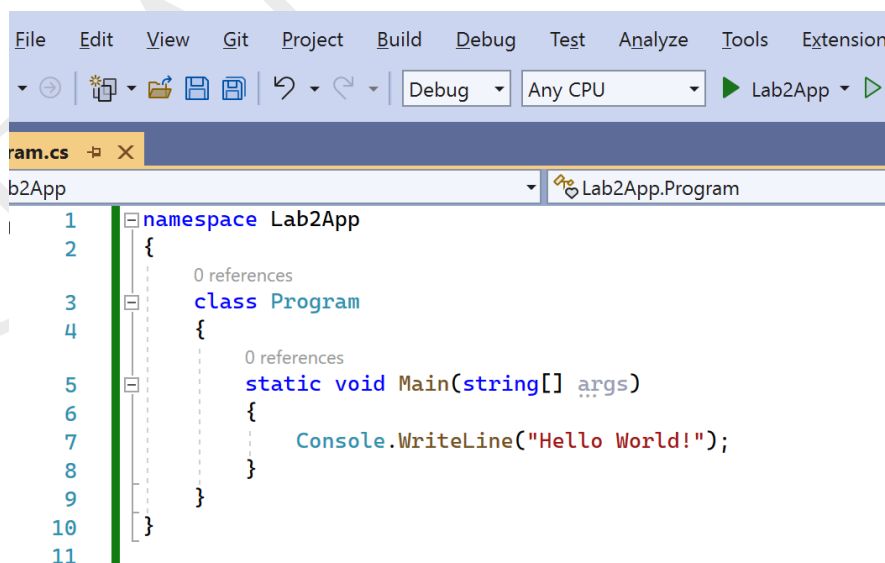 File Edit View Git Project Build Debug Test Analyze Tools Extension
Debug Any CPU Lab2App
ram.cs
b2App Lab2App.Program
1 namespace Lab2App
2 {
0 references
3 class Program
4 {
0 references
5 static void Main(string[] args)
6 {
7 Console.WriteLine("Hello World!");
8 }
9 }
10 }
11